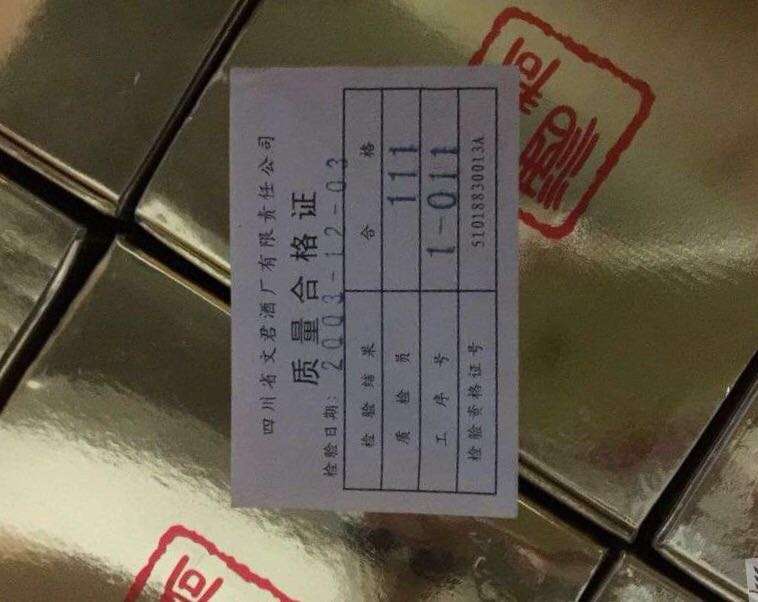 四川省文君酒厂有限责任公司
质量合格证
检验日期: 2003-12-03
检验结果 合格
质检员 111
工序号 1-011
检验资格证号 51018830013A